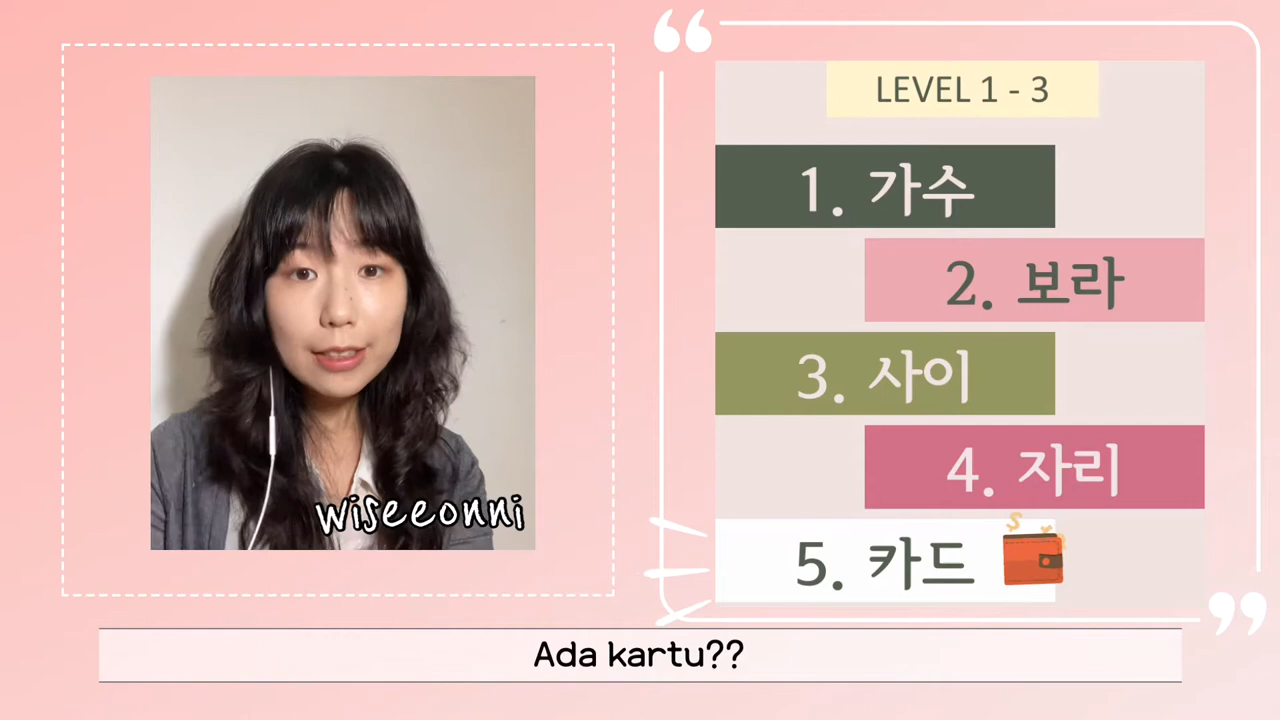 wiseeonni
LEVEL 1 - 3
1. 가수
2. 보라
3. 사이
4. 자리
5. 카드
Ada kartu??